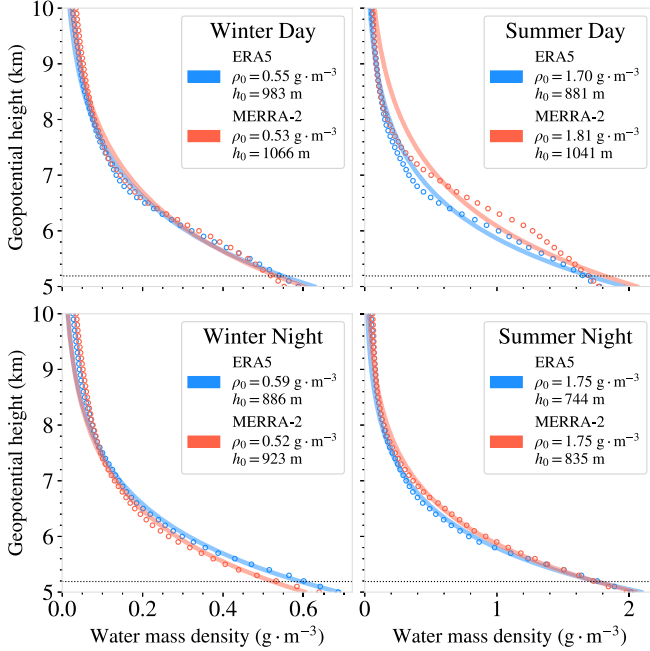 Winter Day
ERA5
ρ₀ = 0.55 g · m⁻³
h₀ = 983 m
MERRA-2
ρ₀ = 0.53 g · m⁻³
h₀ = 1066 m
Geopotential height (km)
10
9
8
7
6
5
Summer Day
ERA5
ρ₀ = 1.70 g · m⁻³
h₀ = 881 m
MERRA-2
ρ₀ = 1.81 g · m⁻³
h₀ = 1041 m
Winter Night
ERA5
ρ₀ = 0.59 g · m⁻³
h₀ = 886 m
MERRA-2
ρ₀ = 0.52 g · m⁻³
h₀ = 923 m
Geopotential height (km)
10
9
8
7
6
5
0.0 0.2 0.4 0.6
Water mass density (g · m⁻³)
Summer Night
ERA5
ρ₀ = 1.75 g · m⁻³
h₀ = 744 m
MERRA-2
ρ₀ = 1.75 g · m⁻³
h₀ = 835 m
0 1 2
Water mass density (g · m⁻³)